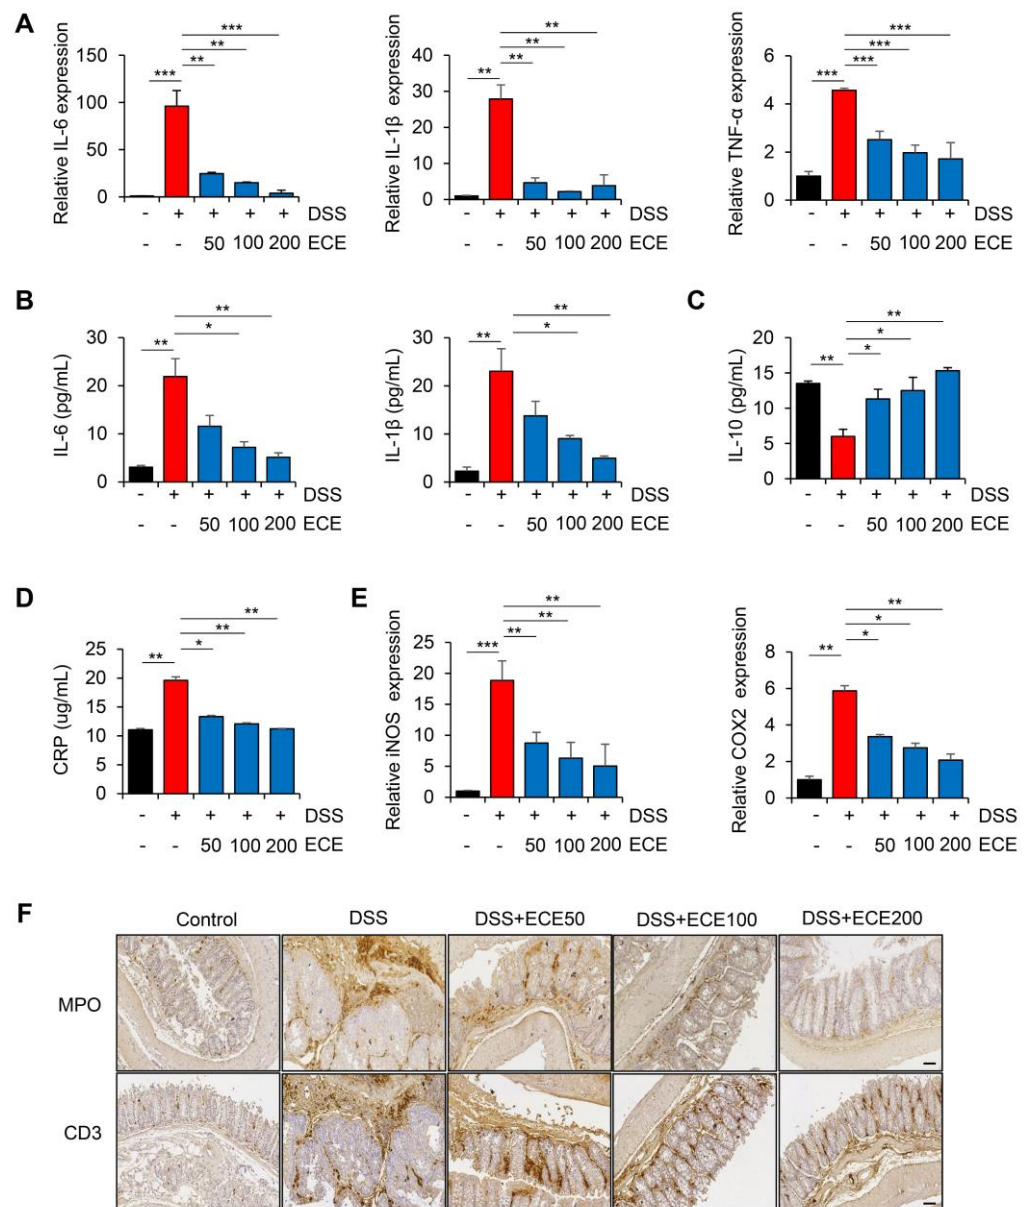 A
Relative IL-6 expression
150
100
50
0
***
**
**
***
- + + + + DSS
- - 50 100 200 ECE
Relative IL-1β expression
40
30
20
10
0
**
**
**
**
- + + + + DSS
- - 50 100 200 ECE
Relative TNF-α expression
6
4
2
0
***
***
***
***
- + + + + DSS
- - 50 100 200 ECE
B
IL-6 (pg/mL)
30
20
10
0
**
*
**
- + + + + DSS
- - 50 100 200 ECE
IL-1β (pg/mL)
30
20
10
0
**
*
**
- + + + + DSS
- - 50 100 200 ECE
C
IL-10 (pg/mL)
20
15
10
5
0
**
*
*
**
- + + + + DSS
- - 50 100 200 ECE
D
CRP (ug/mL)
25
20
15
10
5
0
**
*
**
**
- + + + + DSS
- - 50 100 200 ECE
E
Relative iNOS expression
25
20
15
10
5
0
***
**
**
**
- + + + + DSS
- - 50 100 200 ECE
Relative COX2 expression
8
6
4
2
0
**
*
*
**
- + + + + DSS
- - 50 100 200 ECE
F
Control DSS DSS+ECE50 DSS+ECE100 DSS+ECE200
MPO
CD3